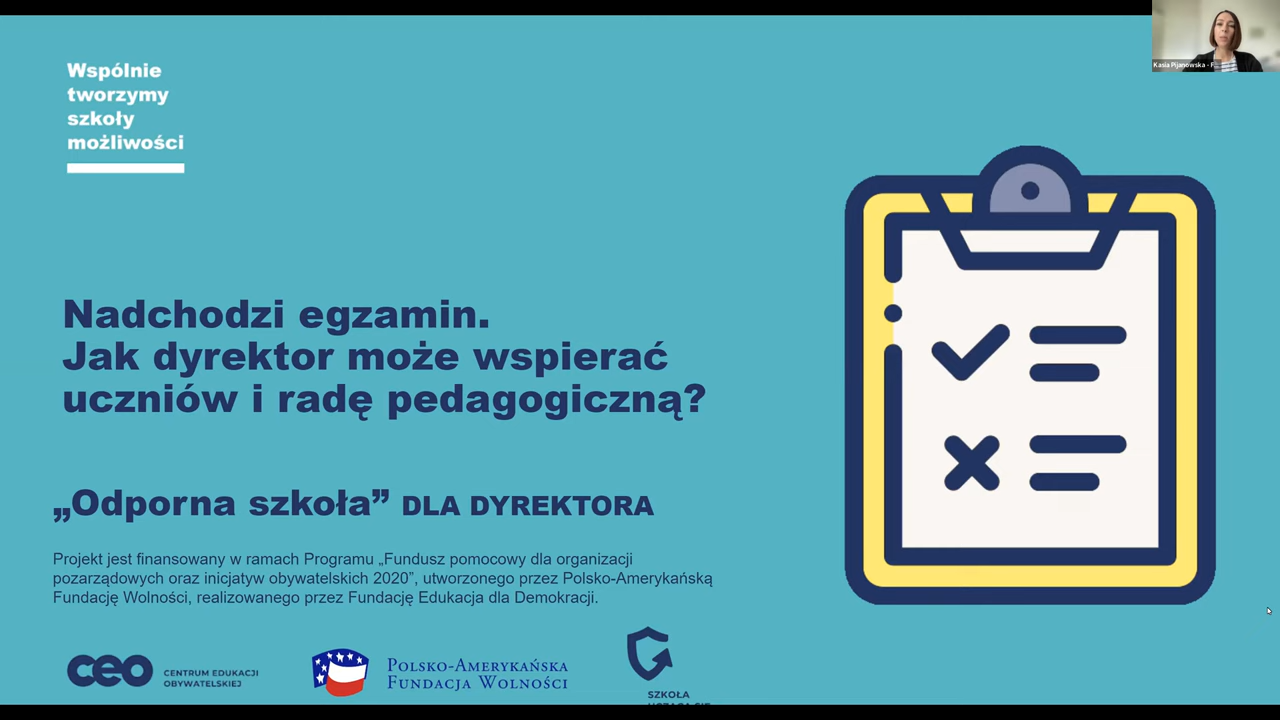 Wspólnie
tworzymy
szkoły
możliwości
Kasia Pijanowska - F...
Nadchodzi egzamin.
Jak dyrektor może wspierać
uczniów i radę pedagogiczną?
„Odporna szkoła” DLA DYREKTORA
Projekt jest finansowany w ramach Programu „Fundusz pomocowy dla organizacji
pozarządowych oraz inicjatyw obywatelskich 2020”, utworzonego przez Polsko-Amerykańską
Fundację Wolności, realizowanego przez Fundację Edukacja dla Demokracji.
ceo CENTRUM EDUKACJI
OBYWATELSKIEJ
POLSKO-AMERYKAŃSKA
FUNDACJA WOLNOŚCI
SZKOŁA